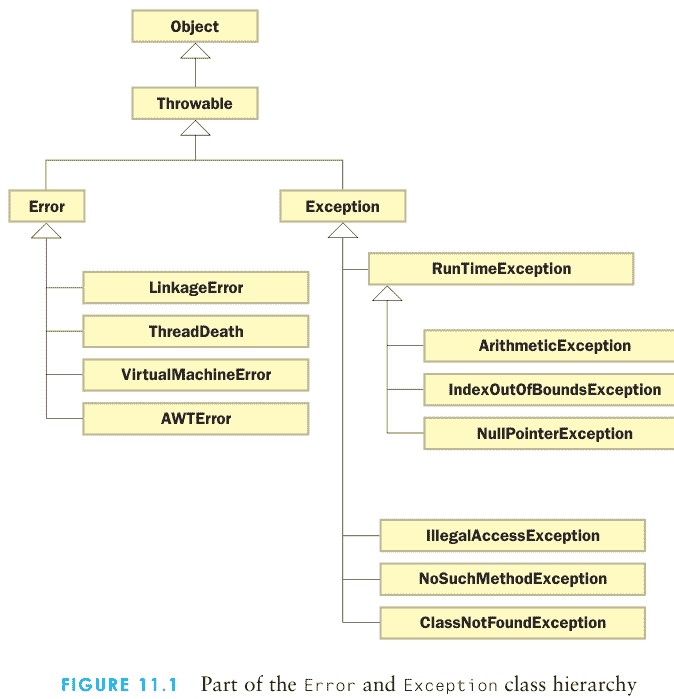 Object
Throwable
Error
Exception
RunTimeException
LinkageError
ThreadDeath
VirtualMachineError
AWTError
ArithmeticException
IndexOutOfBoundsException
NullPointerException
IllegalAccessException
NoSuchMethodException
ClassNotFoundException
FIGURE 11.1 Part of the Error and Exception class hierarchy